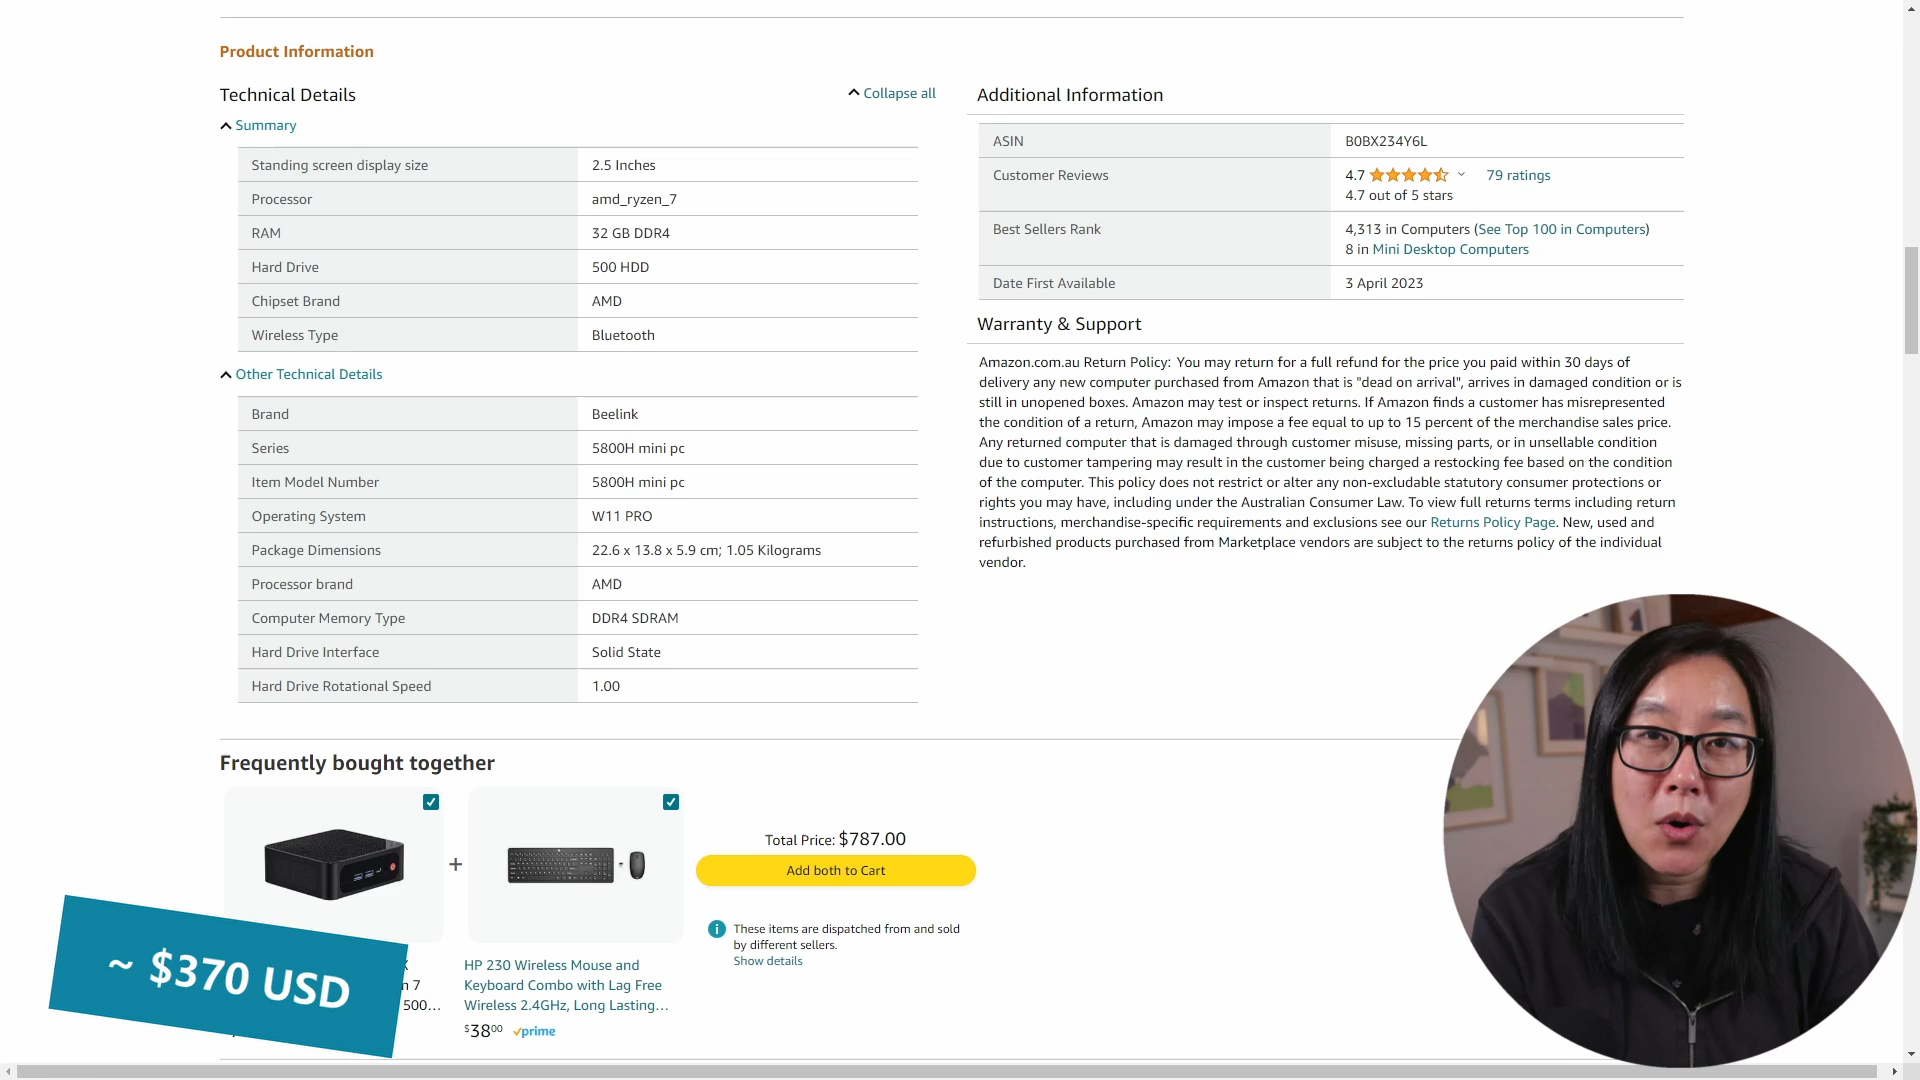 Product Information
Technical Details
Collapse all
Summary
Standing screen display size 2.5 Inches
Processor amd_ryzen_7
RAM 32 GB DDR4
Hard Drive 500 HDD
Chipset Brand AMD
Wireless Type Bluetooth
Other Technical Details
Brand Beelink
Series 5800H mini pc
Item Model Number 5800H mini pc
Operating System W11 PRO
Package Dimensions 22.6 x 13.8 x 5.9 cm; 1.05 Kilograms
Processor brand AMD
Computer Memory Type DDR4 SDRAM
Hard Drive Interface Solid State
Hard Drive Rotational Speed 1.00
Additional Information
ASIN B0BX234Y6L
Customer Reviews 4.7 79 ratings
4.7 out of 5 stars
Best Sellers Rank 4,313 in Computers (See Top 100 in Computers)
8 in Mini Desktop Computers
Date First Available 3 April 2023
Warranty & Support
Amazon.com.au Return Policy: You may return for a full refund for the price you paid within 30 days of
delivery any new computer purchased from Amazon that is "dead on arrival", arrives in damaged condition or is
still in unopened boxes. Amazon may test or inspect returns. If Amazon finds a customer has misrepresented
the condition of a return, Amazon may impose a fee equal to up to 15 percent of the merchandise sales price.
Any returned computer that is damaged through customer misuse, missing parts, or in unsellable condition
due to customer tampering may result in the customer being charged a restocking fee based on the condition
of the computer. This policy does not restrict or alter any non-excludable statutory consumer protections or
rights you may have, including under the Australian Consumer Law. To view full returns terms including return
instructions, merchandise-specific requirements and exclusions see our Returns Policy Page. New, used and
refurbished products purchased from Marketplace vendors are subject to the returns policy of the individual
vendor.
Frequently bought together
+
Total Price: $787.00
Add both to Cart
These items are dispatched from and sold
by different sellers.
Show details
n 7
500...
HP 230 Wireless Mouse and
Keyboard Combo with Lag Free
Wireless 2.4GHz, Long Lasting...
$3800 prime
~ $370 USD